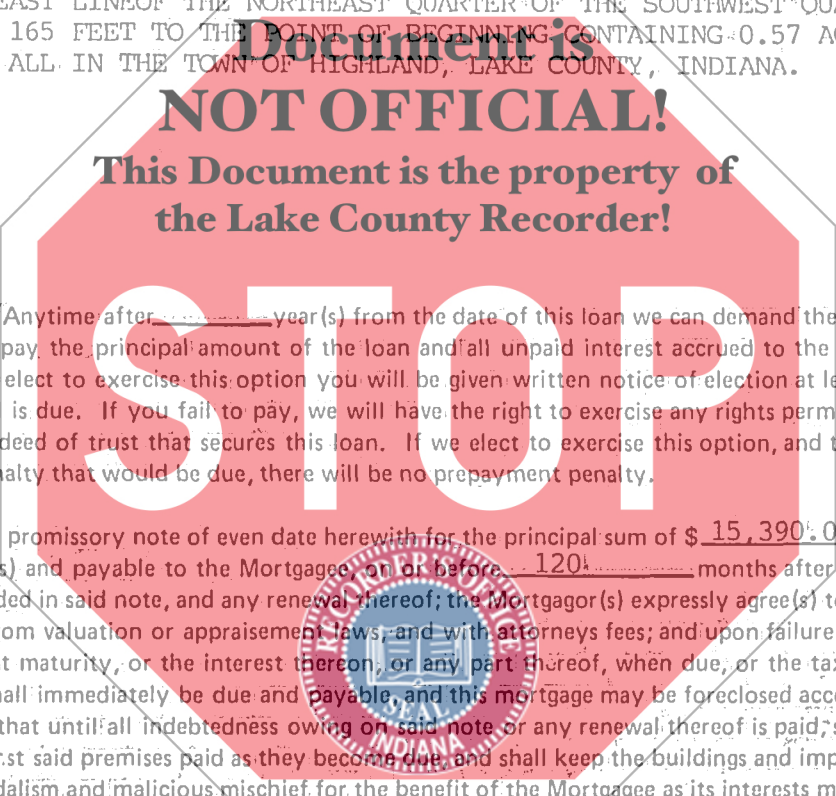 EAST LINEOF THE NORTHEAST QUARTER OF THE SOUTHWEST QU
165 FEET TO THE POINT OF BEGINNING CONTAINING 0.57 A
Document is
ALL IN THE TOWN OF HIGHLAND, LAKE COUNTY, INDIANA.
NOT OFFICIAL!
This Document is the property of
the Lake County Recorder!
STOP
Anytime after year(s) from the date of this loan we can demand the
pay the principal amount of the loan and all unpaid interest accrued to the
elect to exercise this option you will be given written notice of election at le
is due. If you fail to pay, we will have the right to exercise any rights perm
deed of trust that secures this loan. If we elect to exercise this option, and t
alty that would be due, there will be no prepayment penalty.
promissory note of even date herewith for the principal sum of $ 15,390.0
s) and payable to the Mortgagee, on or before 120 months after
ded in said note, and any renewal thereof; the Mortgagor(s) expressly agree(s) t
om valuation or appraisement laws, and with attorneys fees; and upon failure
t maturity, or the interest thereon, or any part thereof, when due, or the ta
hall immediately be due and payable, and this mortgage may be foreclosed acc
that until all indebtedness owing on said note or any renewal thereof is paid, s
st said premises paid as they become due, and shall keep the buildings and imp
dalism and malicious mischief for the benefit of the Mortgagee as its interests m
RECORDER'S OFFICE
SEAL
INDIANA